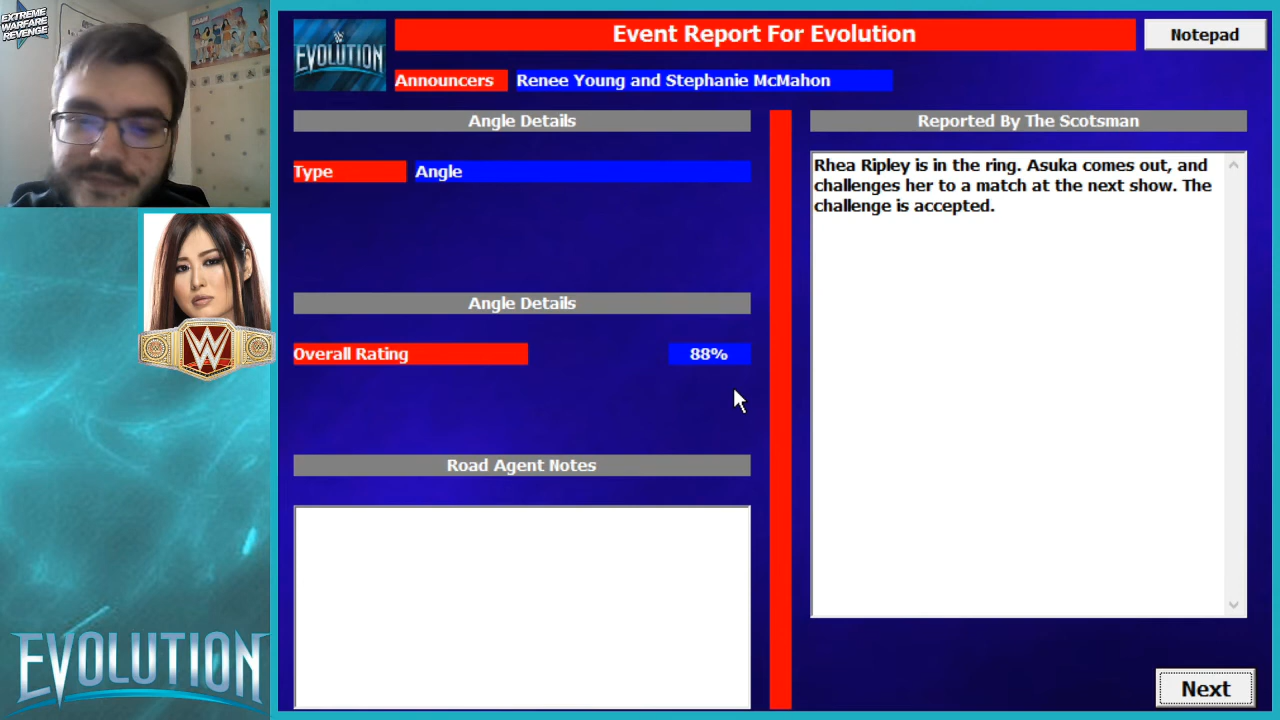 EXTREME
WARFARE
REVENGE
W
EVOLUTION
Event Report For Evolution
Notepad
Announcers
Renee Young and Stephanie McMahon
Angle Details
Type
Angle
Angle Details
Overall Rating
88%
Road Agent Notes
Reported By The Scotsman
Rhea Ripley is in the ring. Asuka comes out, and
challenges her to a match at the next show. The
challenge is accepted.
W
EVOLUTION
Next